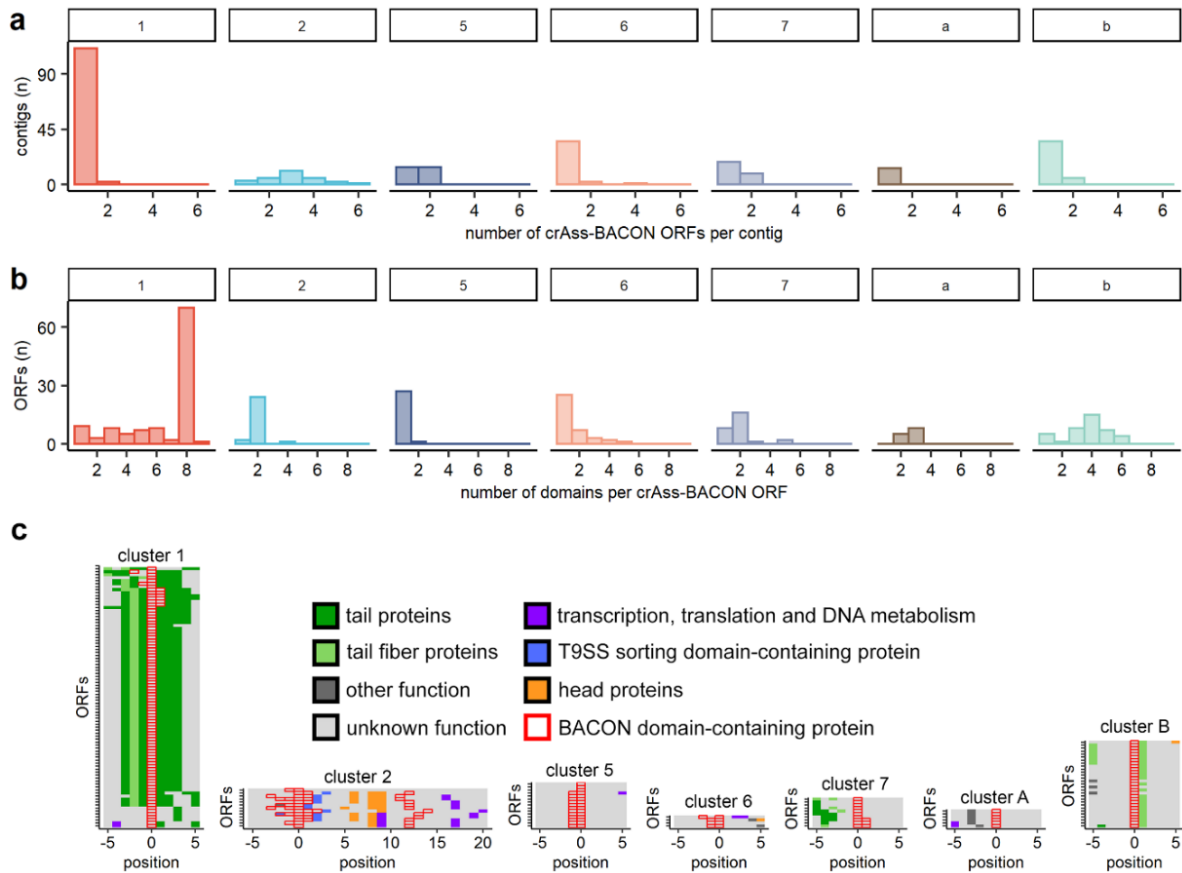 a
1 2 5 6 7 a b
contigs (n)
90
45
0
2 4 6 2 4 6 2 4 6 2 4 6 2 4 6 2 4 6 2 4 6
number of crAss-BACON ORFs per contig
b
1 2 5 6 7 a b
ORFs (n)
60
30
0
2 4 6 8 2 4 6 8 2 4 6 8 2 4 6 8 2 4 6 8 2 4 6 8 2 4 6 8
number of domains per crAss-BACON ORF
c
cluster 1
ORFs
-5 0 5
position
tail proteins
tail fiber proteins
other function
unknown function
transcription, translation and DNA metabolism
T9SS sorting domain-containing protein
head proteins
BACON domain-containing protein
cluster 2
ORFs
-5 0 5 10 15 20
position
cluster 5
ORFs
-5 0 5
position
cluster 6
ORFs
-5 0 5
position
cluster 7
ORFs
-5 0 5
position
cluster A
ORFs
-5 0 5
position
cluster B
ORFs
-5 0 5
position